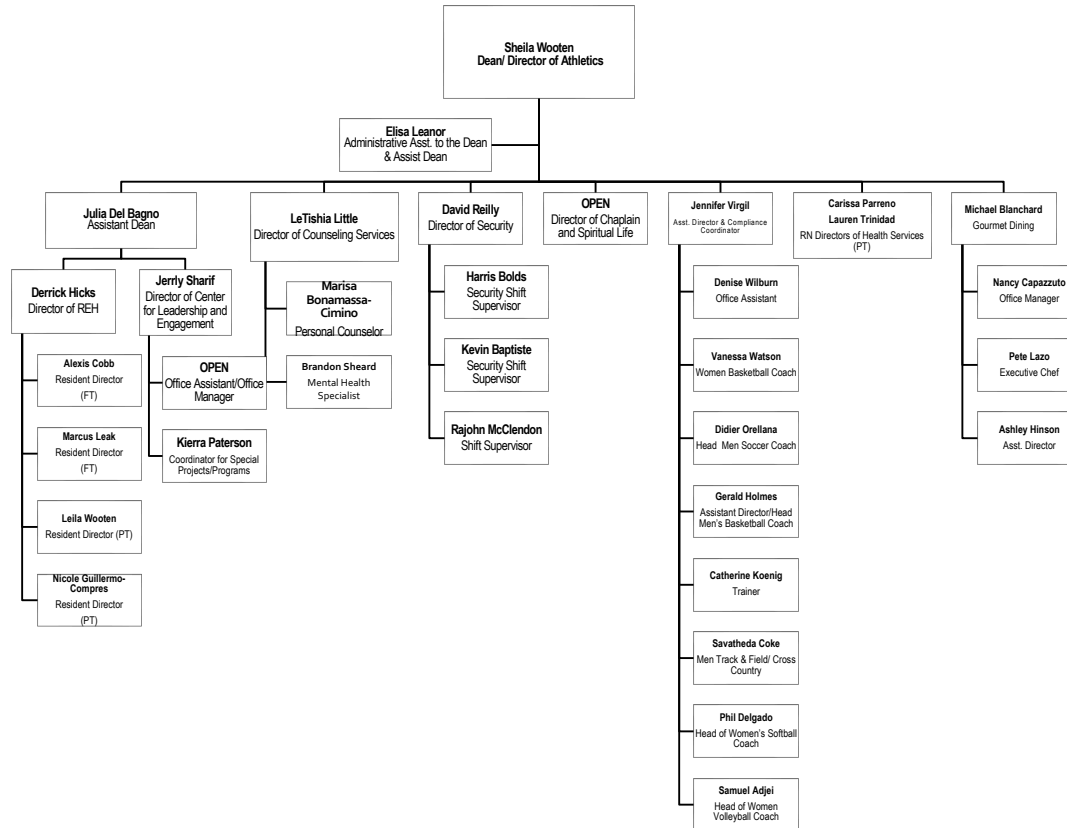 Sheila Wooten
Dean/ Director of Athletics
Elisa Leanor
Administrative Asst. to the Dean
& Assist Dean
Julia Del Bagno
Assistant Dean
LeTishia Little
Director of Counseling Services
David Reilly
Director of Security
OPEN
Director of Chaplain
and Spiritual Life
Jennifer Virgil
Asst. Director & Compliance
Coordinator
Carissa Parreno
Lauren Trinidad
RN Directors of Health Services
(PT)
Michael Blanchard
Gourmet Dining
Derrick Hicks
Director of REH
Jerrly Sharif
Director of Center
for Leadership and
Engagement
Alexis Cobb
Resident Director
(FT)
Marcus Leak
Resident Director
(FT)
Leila Wooten
Resident Director (PT)
Nicole Guillermo-
Compres
Resident Director
(PT)
OPEN
Office Assistant/Office
Manager
Kierra Paterson
Coordinator for Special
Projects/Programs
Marisa
Bonamassa-
Cimino
Personal Counselor
Brandon Sheard
Mental Health
Specialist
Harris Bolds
Security Shift
Supervisor
Kevin Baptiste
Security Shift
Supervisor
Rajohn McClendon
Shift Supervisor
Denise Wilburn
Office Assistant
Vanessa Watson
Women Basketball Coach
Didier Orellana
Head Men Soccer Coach
Gerald Holmes
Assistant Director/Head
Men's Basketball Coach
Catherine Koenig
Trainer
Savatheda Coke
Men Track & Field/ Cross
Country
Phil Delgado
Head of Women's Softball
Coach
Samuel Adjei
Head of Women
Volleyball Coach
Nancy Capazzuto
Office Manager
Pete Lazo
Executive Chef
Ashley Hinson
Asst. Director